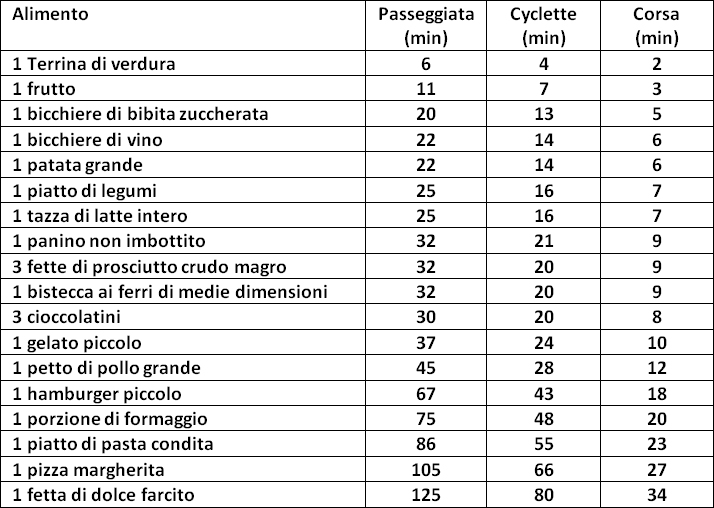 Alimento Passeggiata (min) Cyclette (min) Corsa (min)
1 Terrina di verdura 6 4 2
1 frutto 11 7 3
1 bicchiere di bibita zuccherata 20 13 5
1 bicchiere di vino 22 14 6
1 patata grande 22 14 6
1 piatto di legumi 25 16 7
1 tazza di latte intero 25 16 7
1 panino non imbottito 32 21 9
3 fette di prosciutto crudo magro 32 20 9
1 bistecca ai ferri di medie dimensioni 32 20 9
3 cioccolatini 30 20 8
1 gelato piccolo 37 24 10
1 petto di pollo grande 45 28 12
1 hamburger piccolo 67 43 18
1 porzione di formaggio 75 48 20
1 piatto di pasta condita 86 55 23
1 pizza margherita 105 66 27
1 fetta di dolce farcito 125 80 34